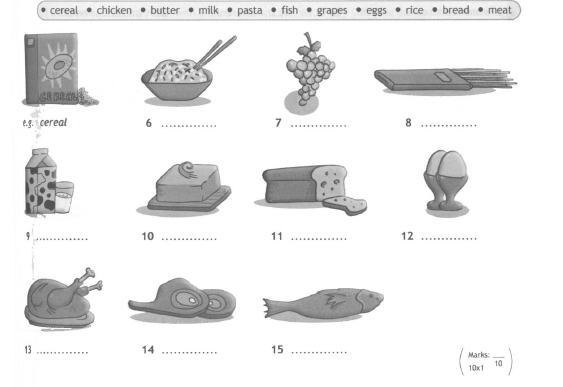 • cereal • chicken • butter • milk • pasta • fish • grapes • eggs • rice • bread • meat
e.g. cereal
6 .............
7 .............
8 .............
9 .............
10 .............
11 .............
12 .............
13 .............
14 .............
15 .............
Marks: __
10x1 10